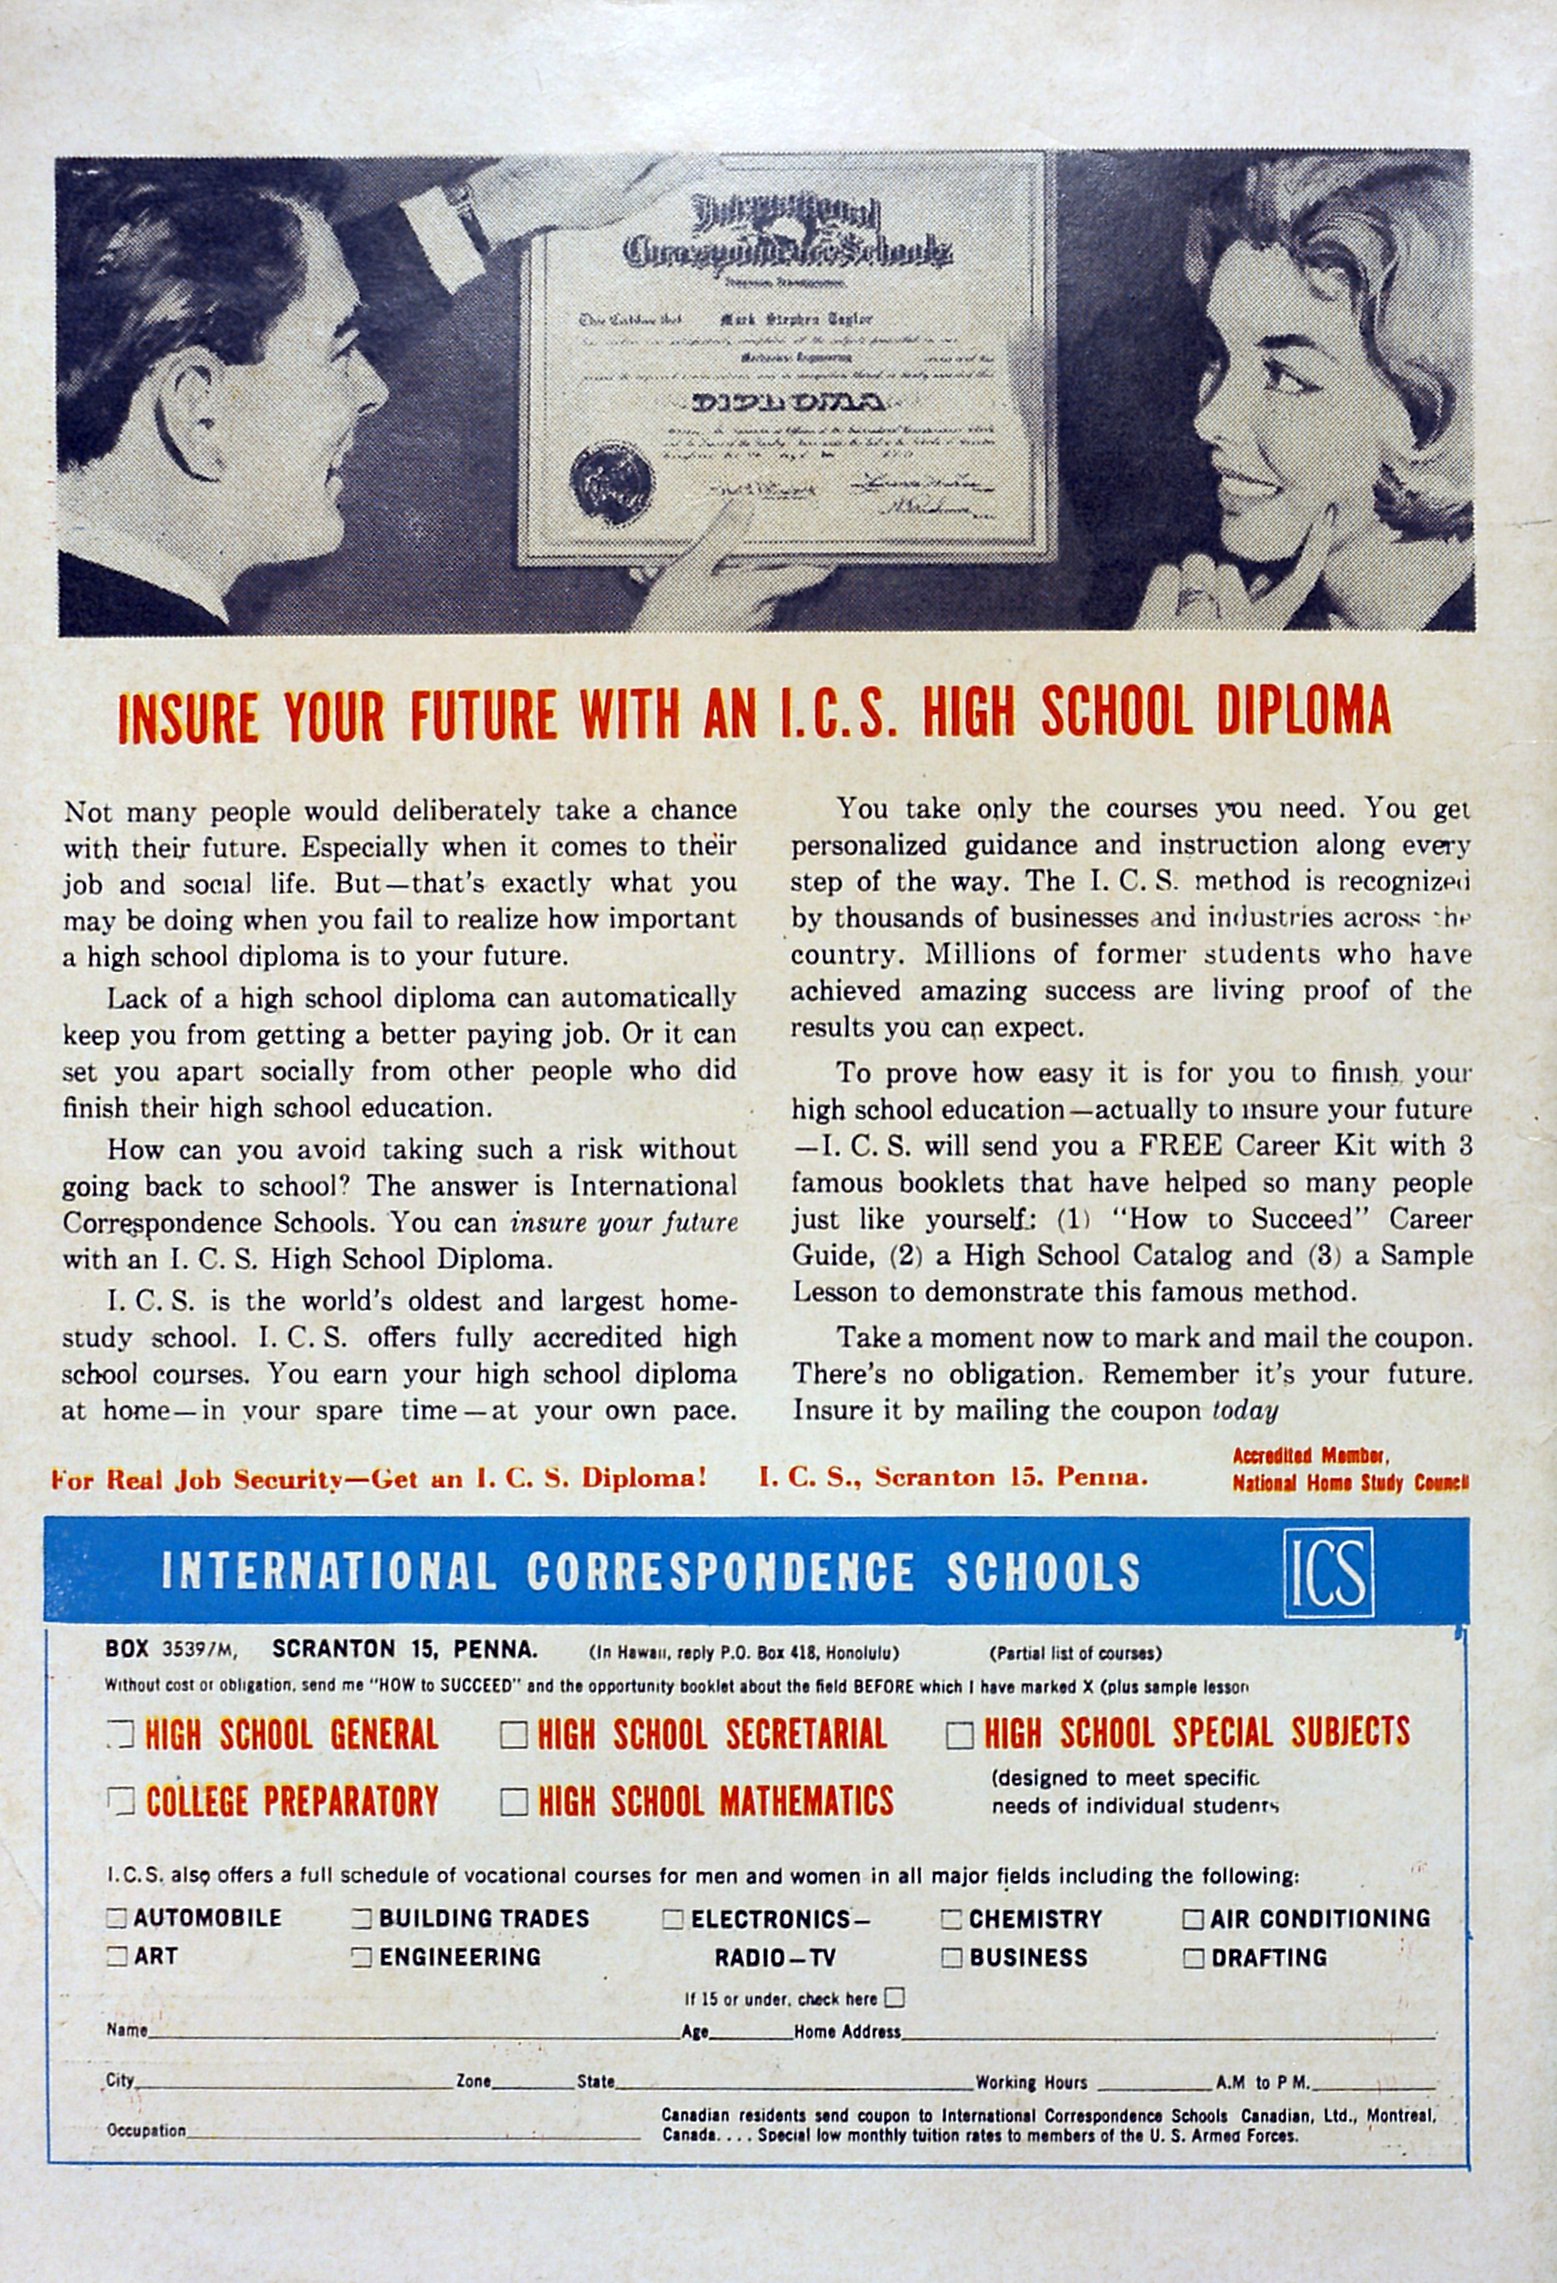 International
Correspondence Schools
This Certifies that Mark Stephen Taylor
Mechanical Engineering
DIPLOMA
INSURE YOUR FUTURE WITH AN I.C.S. HIGH SCHOOL DIPLOMA
Not many people would deliberately take a chance
with their future. Especially when it comes to their
job and social life. But—that's exactly what you
may be doing when you fail to realize how important
a high school diploma is to your future.
Lack of a high school diploma can automatically
keep you from getting a better paying job. Or it can
set you apart socially from other people who did
finish their high school education.
How can you avoid taking such a risk without
going back to school? The answer is International
Correspondence Schools. You can insure your future
with an I. C. S. High School Diploma.
I. C. S. is the world's oldest and largest home-
study school. I. C. S. offers fully accredited high
school courses. You earn your high school diploma
at home—in your spare time—at your own pace.
You take only the courses you need. You get
personalized guidance and instruction along every
step of the way. The I. C. S. method is recognized
by thousands of businesses and industries across the
country. Millions of former students who have
achieved amazing success are living proof of the
results you can expect.
To prove how easy it is for you to finish your
high school education—actually to insure your future
—I. C. S. will send you a FREE Career Kit with 3
famous booklets that have helped so many people
just like yourself: (1) "How to Succeed" Career
Guide, (2) a High School Catalog and (3) a Sample
Lesson to demonstrate this famous method.
Take a moment now to mark and mail the coupon.
There's no obligation. Remember it's your future.
Insure it by mailing the coupon today
For Real Job Security—Get an I. C. S. Diploma! I. C. S., Scranton 15, Penna.
Accredited Member,
National Home Study Council
INTERNATIONAL CORRESPONDENCE SCHOOLS ICS
BOX 35397M, SCRANTON 15, PENNA. (In Hawaii, reply P.O. Box 418, Honolulu) (Partial list of courses)
Without cost or obligation, send me "HOW to SUCCEED" and the opportunity booklet about the field BEFORE which I have marked X (plus sample lesson
HIGH SCHOOL GENERAL HIGH SCHOOL SECRETARIAL HIGH SCHOOL SPECIAL SUBJECTS
COLLEGE PREPARATORY HIGH SCHOOL MATHEMATICS
(designed to meet specific
needs of individual students
I.C.S. also offers a full schedule of vocational courses for men and women in all major fields including the following:
AUTOMOBILE BUILDING TRADES ELECTRONICS— CHEMISTRY AIR CONDITIONING
ART ENGINEERING RADIO—TV BUSINESS DRAFTING
If 15 or under, check here
Name Age Home Address
City Zone State Working Hours A.M to P M.
Occupation
Canadian residents send coupon to International Correspondence Schools Canadian, Ltd., Montreal,
Canada. . . . Special low monthly tuition rates to members of the U. S. Armed Forces.